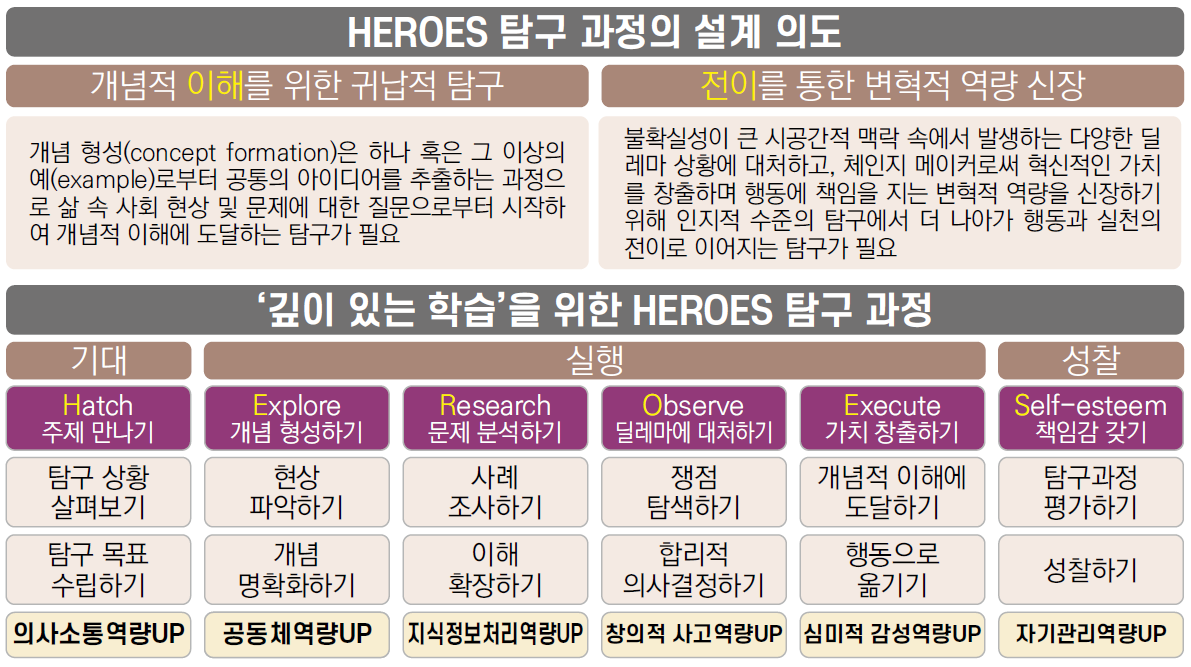 HEROES 탐구 과정의 설계 의도
개념적 이해를 위한 귀납적 탐구
개념 형성(concept formation)은 하나 혹은 그 이상의
예(example)로부터 공통의 아이디어를 추출하는 과정으
로 삶 속 사회 현상 및 문제에 대한 질문으로부터 시작하
여 개념적 이해에 도달하는 탐구가 필요
전이를 통한 변혁적 역량 신장
불확실성이 큰 시공간적 맥락 속에서 발생하는 다양한 딜
레마 상황에 대처하고, 체인지 메이커로써 혁신적인 가치
를 창출하며 행동에 책임을 지는 변혁적 역량을 신장하기
위해 인지적 수준의 탐구에서 더 나아가 행동과 실천의
전이로 이어지는 탐구가 필요
‘깊이 있는 학습’을 위한 HEROES 탐구 과정
기대
실행
성찰
Hatch
주제 만나기
Explore
개념 형성하기
Research
문제 분석하기
Observe
딜레마에 대처하기
Execute
가치 창출하기
Self-esteem
책임감 갖기
탐구 상황
살펴보기
현상
파악하기
사례
조사하기
쟁점
탐색하기
개념적 이해에
도달하기
탐구과정
평가하기
탐구 목표
수립하기
개념
명확화하기
이해
확장하기
합리적
의사결정하기
행동으로
옮기기
성찰하기
의사소통역량UP
공동체역량UP
지식정보처리역량UP
창의적 사고역량UP
심미적 감성역량UP
자기관리역량UP